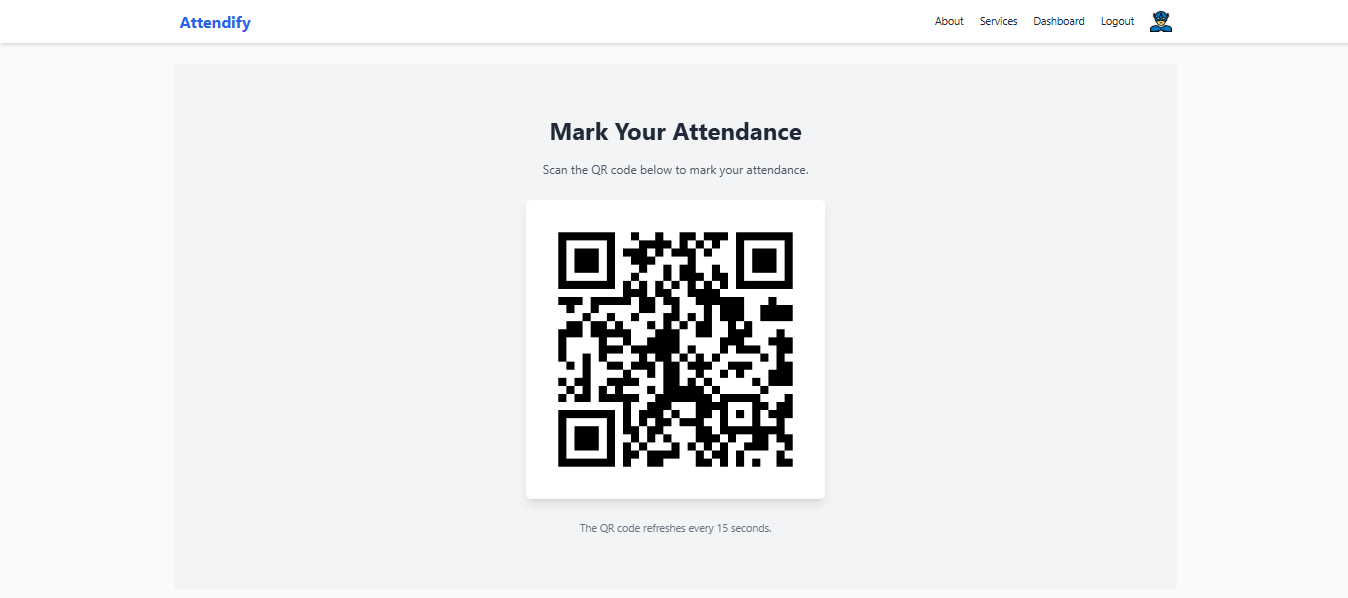 Attendify
About Services Dashboard Logout
Mark Your Attendance
Scan the QR code below to mark your attendance.
The QR code refreshes every 15 seconds.